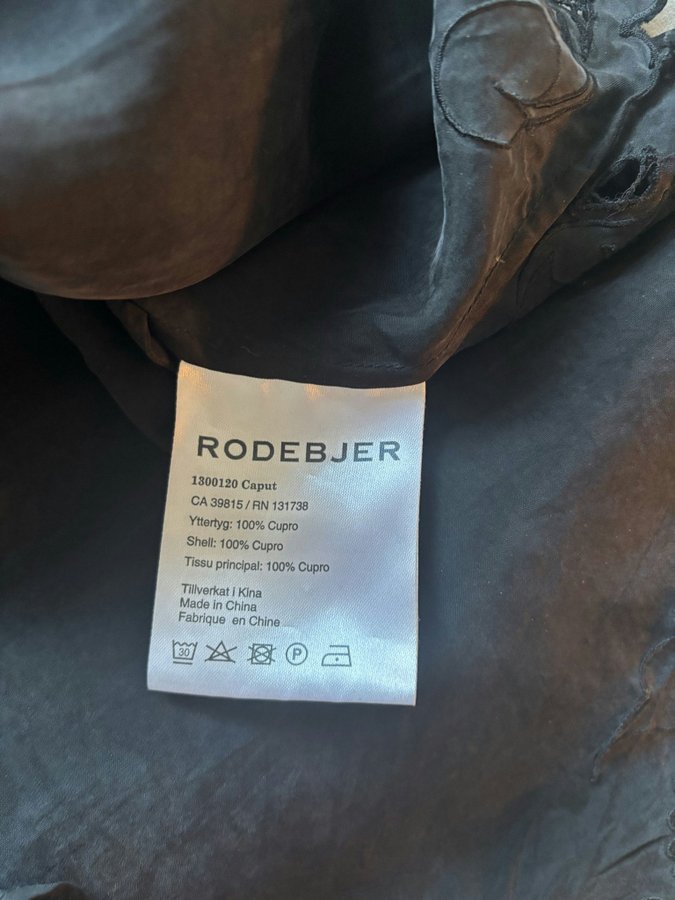 RODEBJER
1300120 Caput
CA 39815 / RN 131738
Yttertyg: 100% Cupro
Shell: 100% Cupro
Tissu principal: 100% Cupro
Tillverkat i Kina
Made in China
Fabrique en Chine
30 P